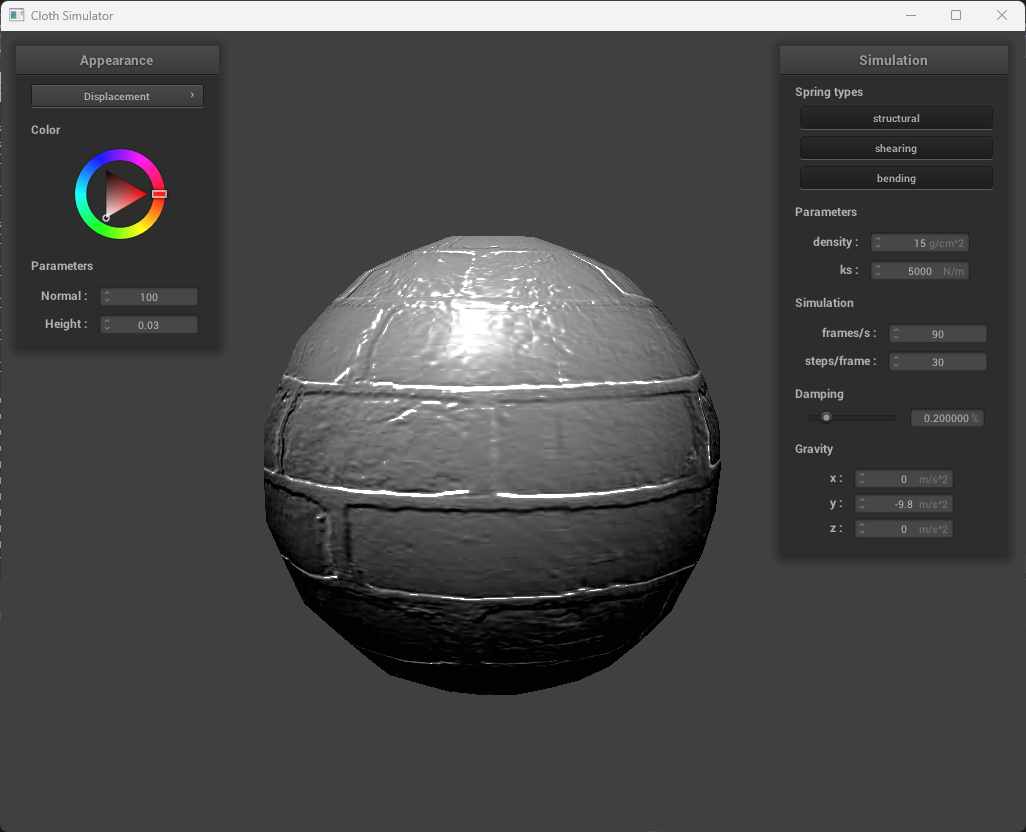 Cloth Simulator
Appearance
Displacement
Color
Parameters
Normal : 100
Height : 0.03
Simulation
Spring types
structural
shearing
bending
Parameters
density : 15 g/cm^2
ks : 5000 N/m
Simulation
frames/s : 90
steps/frame : 30
Damping
0.200000 %
Gravity
x : 0 m/s^2
y : -9.8 m/s^2
z : 0 m/s^2